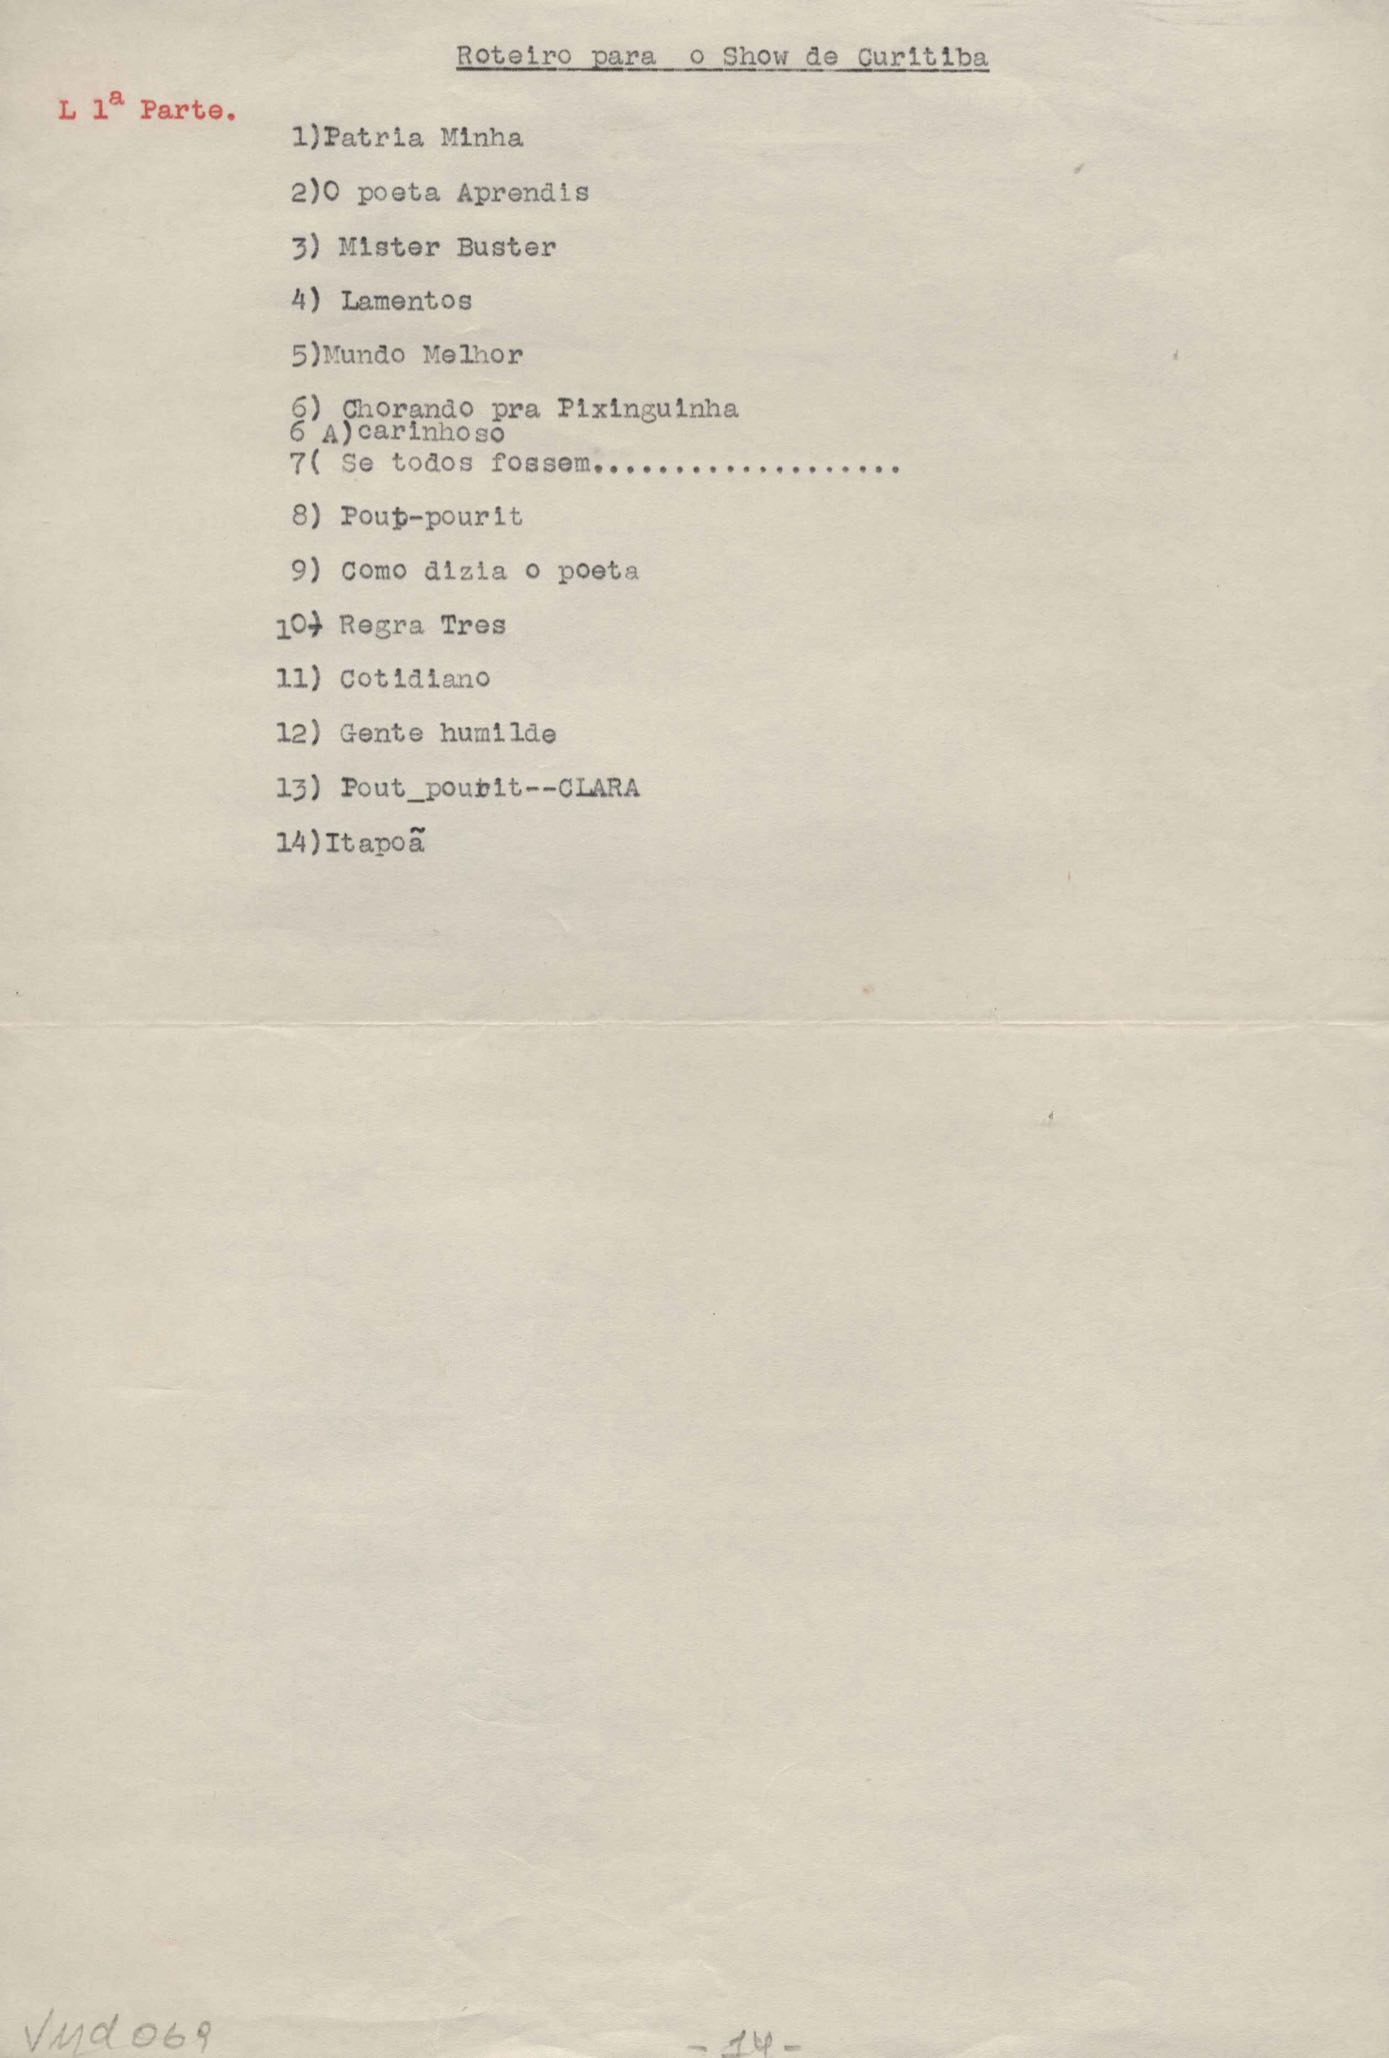 Roteiro para o Show de Curitiba
L 1ª Parte.
1)Patria Minha
2)O poeta Aprendis
3) Mister Buster
4) Lamentos
5)Mundo Melhor
6) Chorando pra Pixinguinha
6 A)carinhoso
7( Se todos fossem...................
8) Pout-pourit
9) Como dizia o poeta
10) Regra Tres
11) Cotidiano
12) Gente humilde
13) Pout_pourit--CLARA
14)Itapoã
069
- 14 -